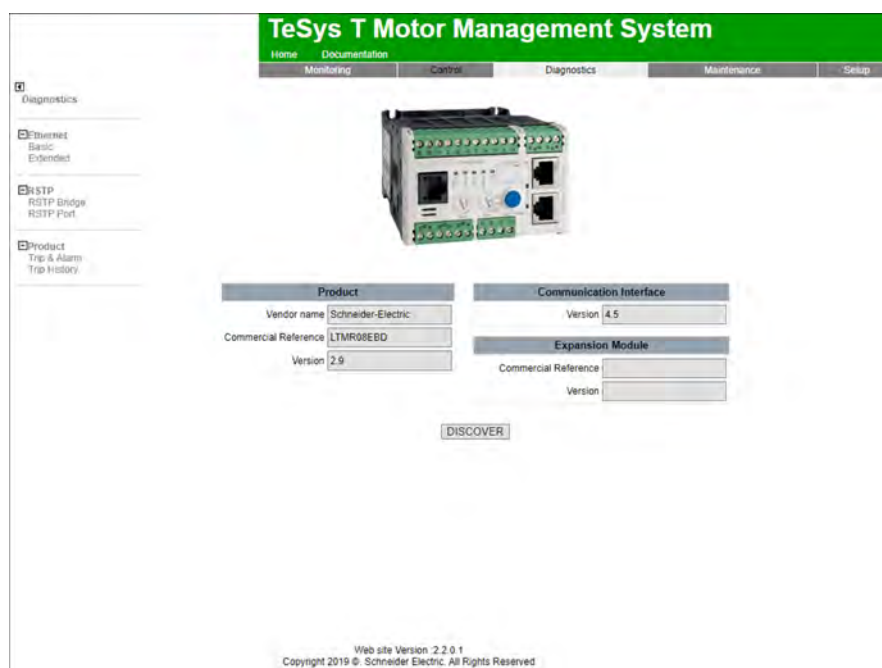 TeSys T Motor Management System
Home Documentation
Monitoring Control Diagnostics Maintenance Setup
Diagnostics
Ethernet
Basic
Extended
RSTP
RSTP Bridge
RSTP Port
Product
Trip & Alarm
Trip History
Product
Vendor name Schneider-Electric
Commercial Reference LTMR08EBD
Version 2.9
Communication Interface
Version 4.5
Expansion Module
Commercial Reference
Version
DISCOVER
Web site Version :2.2.0.1
Copyright 2019 ©. Schneider Electric. All Rights Reserved